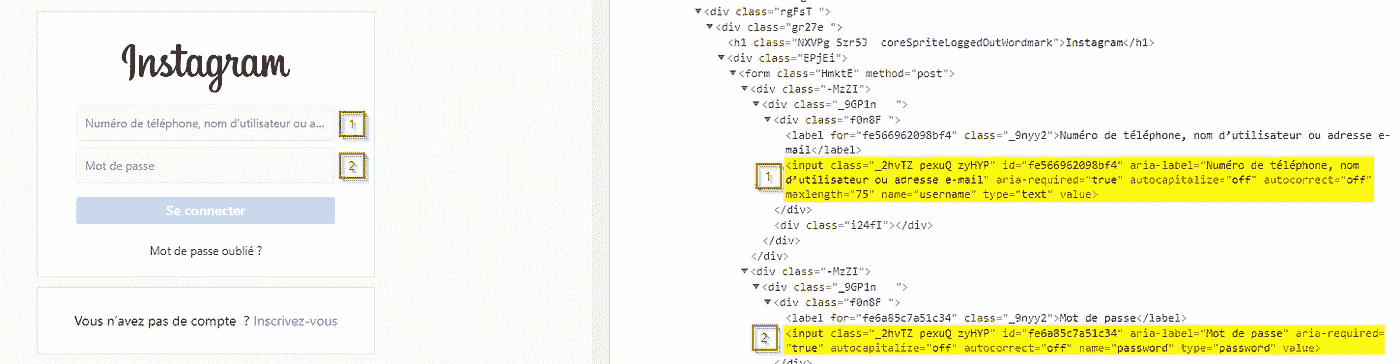 Instagram
Numéro de téléphone, nom d'utilisateur ou a...
1
Mot de passe
2
Se connecter
Mot de passe oublié ?
Vous n'avez pas de compte ? Inscrivez-vous
▼<div class="rgFsT ">
▼<div class="gr27e ">
<h1 class="NXVPg Szr5J coreSpriteLoggedOutWordmark">Instagram</h1>
▼<div class="EPjEi">
▼<form class="HmktE" method="post">
▼<div class="-MzZI">
▼<div class="_9GP1n ">
▼<div class="f0n8F ">
<label for="fe566962098bf4" class="_9nyy2">Numéro de téléphone, nom d’utilisateur ou adresse e-
mail</label>
1
<input class="_2hvTZ pexuQ zyHYP" id="fe566962098bf4" aria-label="Numéro de téléphone, nom
d’utilisateur ou adresse e-mail" aria-required="true" autocapitalize="off" autocorrect="off"
maxlength="75" name="username" type="text" value>
</div>
<div class="i24fI"></div>
</div>
</div>
▼<div class="-MzZI">
▼<div class="_9GP1n ">
▼<div class="f0n8F ">
<label for="fe6a85c7a51c34" class="_9nyy2">Mot de passe</label>
2
<input class="_2hvTZ pexuQ zyHYP" id="fe6a85c7a51c34" aria-label="Mot de passe" aria-required=
"true" autocapitalize="off" autocorrect="off" name="password" type="password" value>
</div>